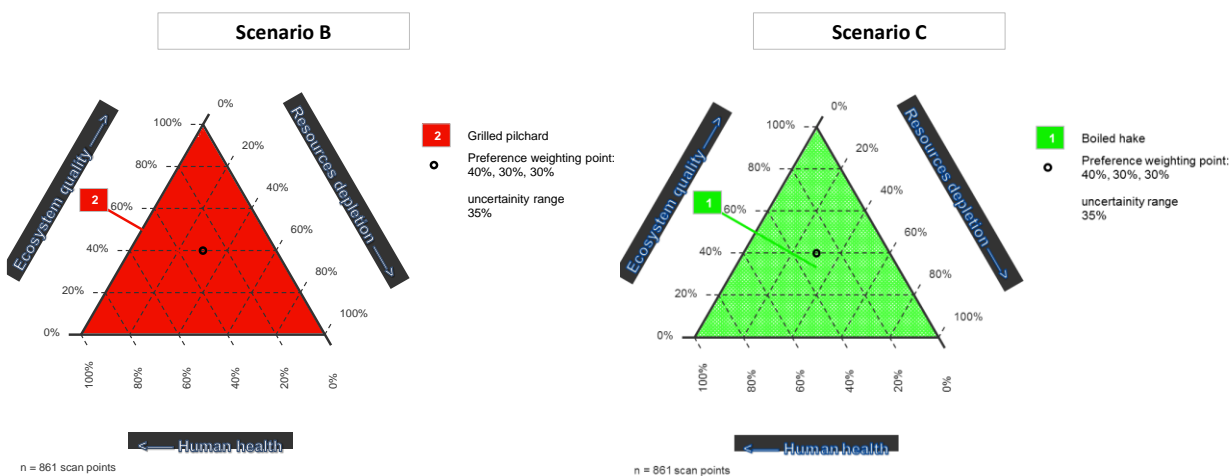 Scenario B
Ecosystem quality
Resources depletion
0%
100%
20%
80%
40%
2
60%
60%
40%
80%
20%
100%
0%
100%
80%
60%
40%
20%
0%
Human health
n = 861 scan points
2 Grilled pilchard
Preference weighting point:
40%, 30%, 30%
uncertainity range
35%
Scenario C
Ecosystem quality
Resources depletion
0%
100%
20%
80%
40%
1
60%
60%
40%
80%
20%
100%
0%
100%
80%
60%
40%
20%
0%
Human health
n = 861 scan points
1 Boiled hake
Preference weighting point:
40%, 30%, 30%
uncertainity range
35%